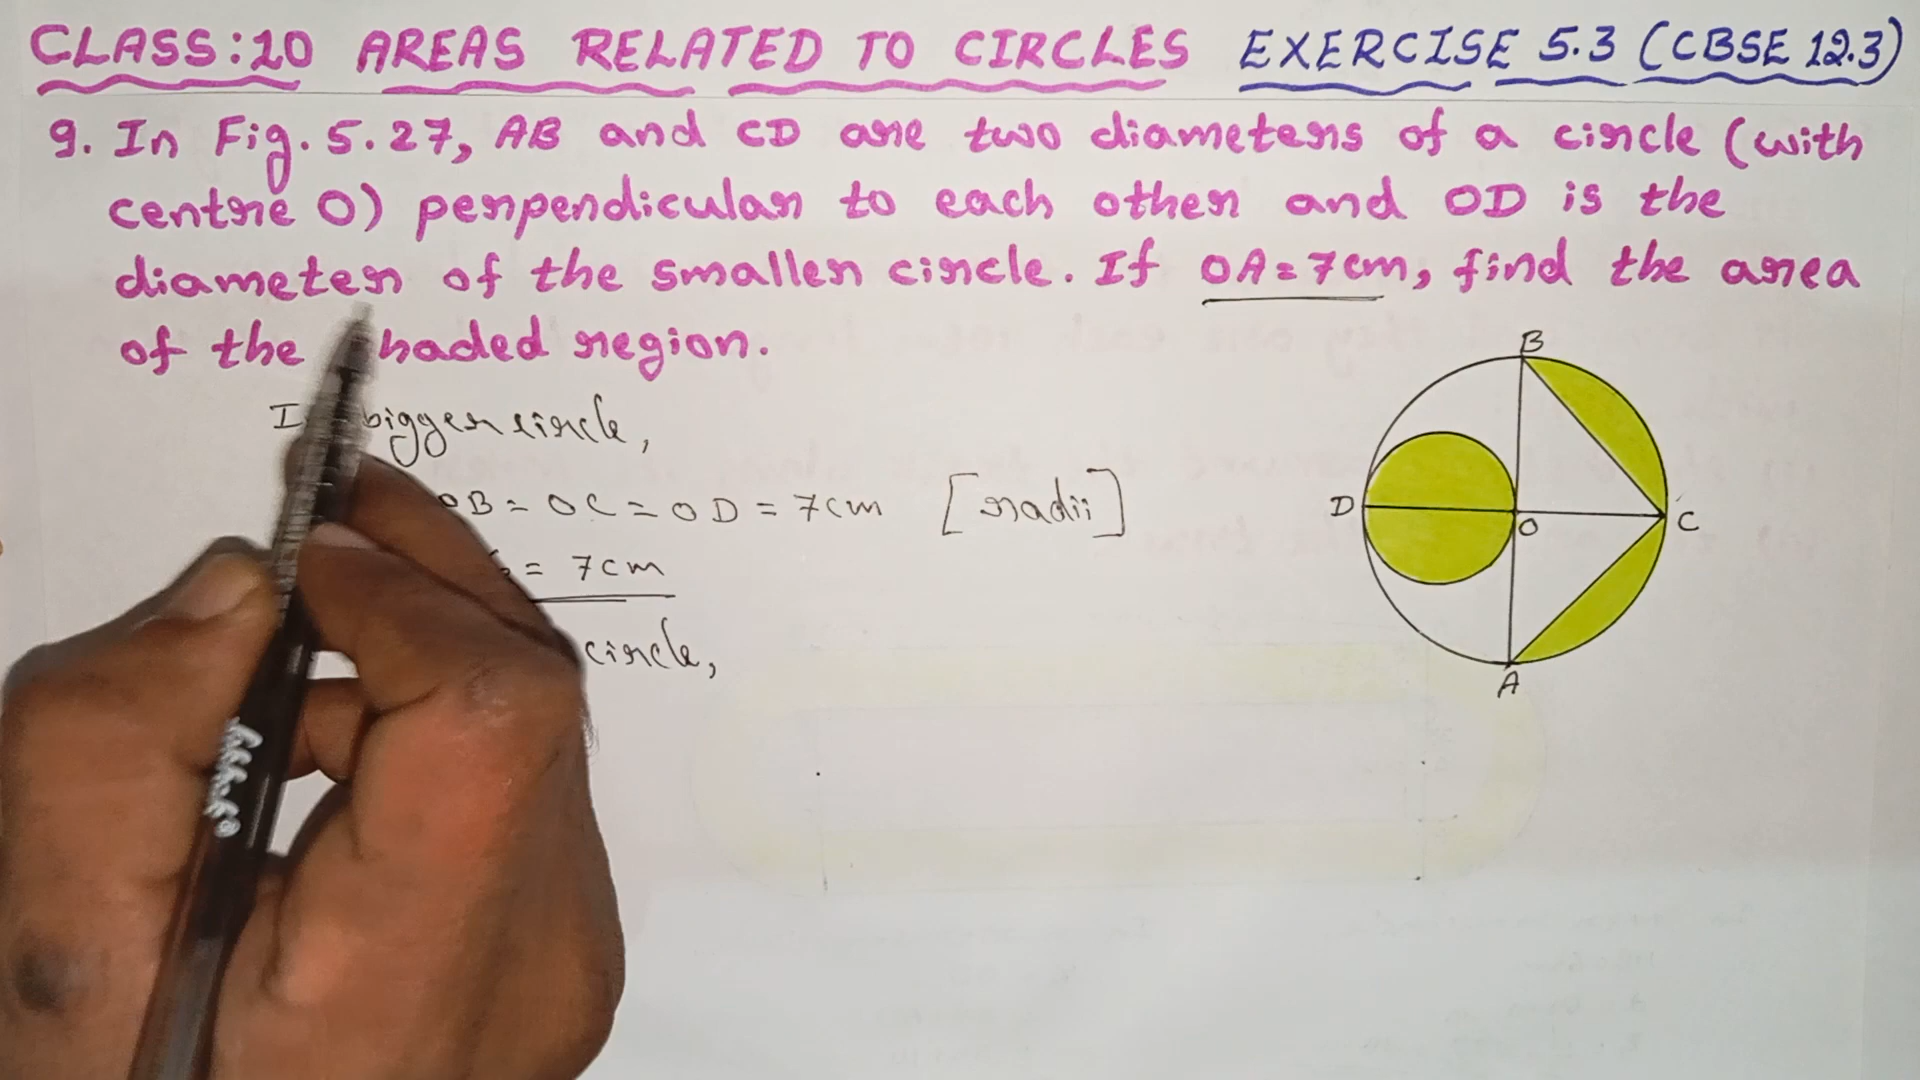 CLASS:10 AREAS RELATED TO CIRCLES EXERCISE 5.3 (CBSE 12.3)
9. In Fig. 5.27, AB and CD are two diameters of a circle (with
centre O) perpendicular to each other and OD is the
diameter of the smaller circle. If OA=7cm, find the area
of the haded region.
bigger circle,
OB = OC = OD = 7cm [radii]
= 7cm
circle,
B
D
O
C
A